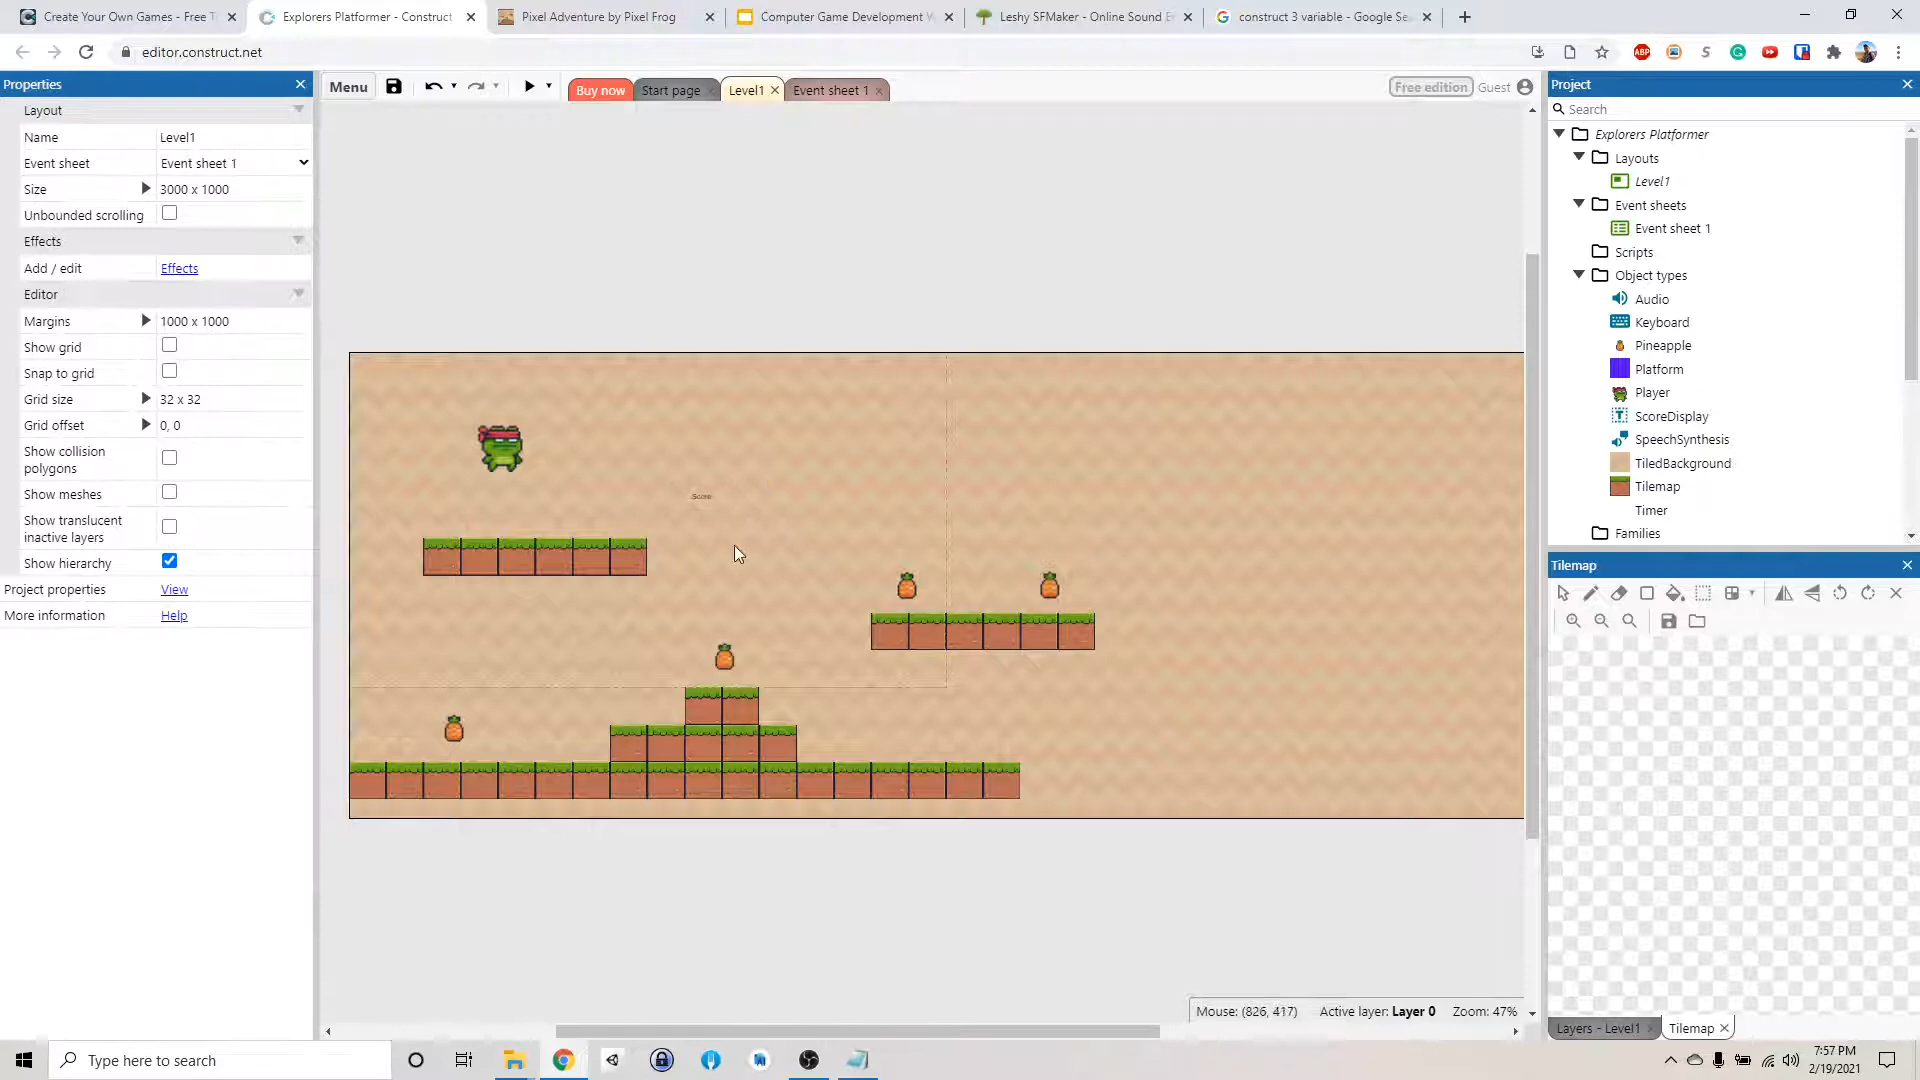 Create Your Own Games - Free T
Explorers Platformer - Construct
Pixel Adventure by Pixel Frog
Computer Game Development
Leshy SFMaker - Online Sound
construct 3 variable - Google
editor.construct.net
Properties
Layout
Name
Level1
Event sheet
Event sheet 1
Size
3000 x 1000
Unbounded scrolling
Effects
Add / edit
Effects
Editor
Margins
1000 x 1000
Show grid
Snap to grid
Grid size
32 x 32
Grid offset
0, 0
Show collision
polygons
Show meshes
Show translucent
inactive layers
Show hierarchy
Project properties
View
More information
Help
Menu
Buy now
Start page
Level1
Event sheet 1
Free edition
Guest
Score
Mouse: (826, 417)
Active layer: Layer 0
Zoom: 47%
Project
Search
Explorers Platformer
Layouts
Level1
Event sheets
Event sheet 1
Scripts
Object types
Audio
Keyboard
Pineapple
Platform
Player
ScoreDisplay
SpeechSynthesis
TiledBackground
Tilemap
Timer
Families
Tilemap
Layers - Level1
Tilemap
Type here to search
7:57 PM
2/19/2021